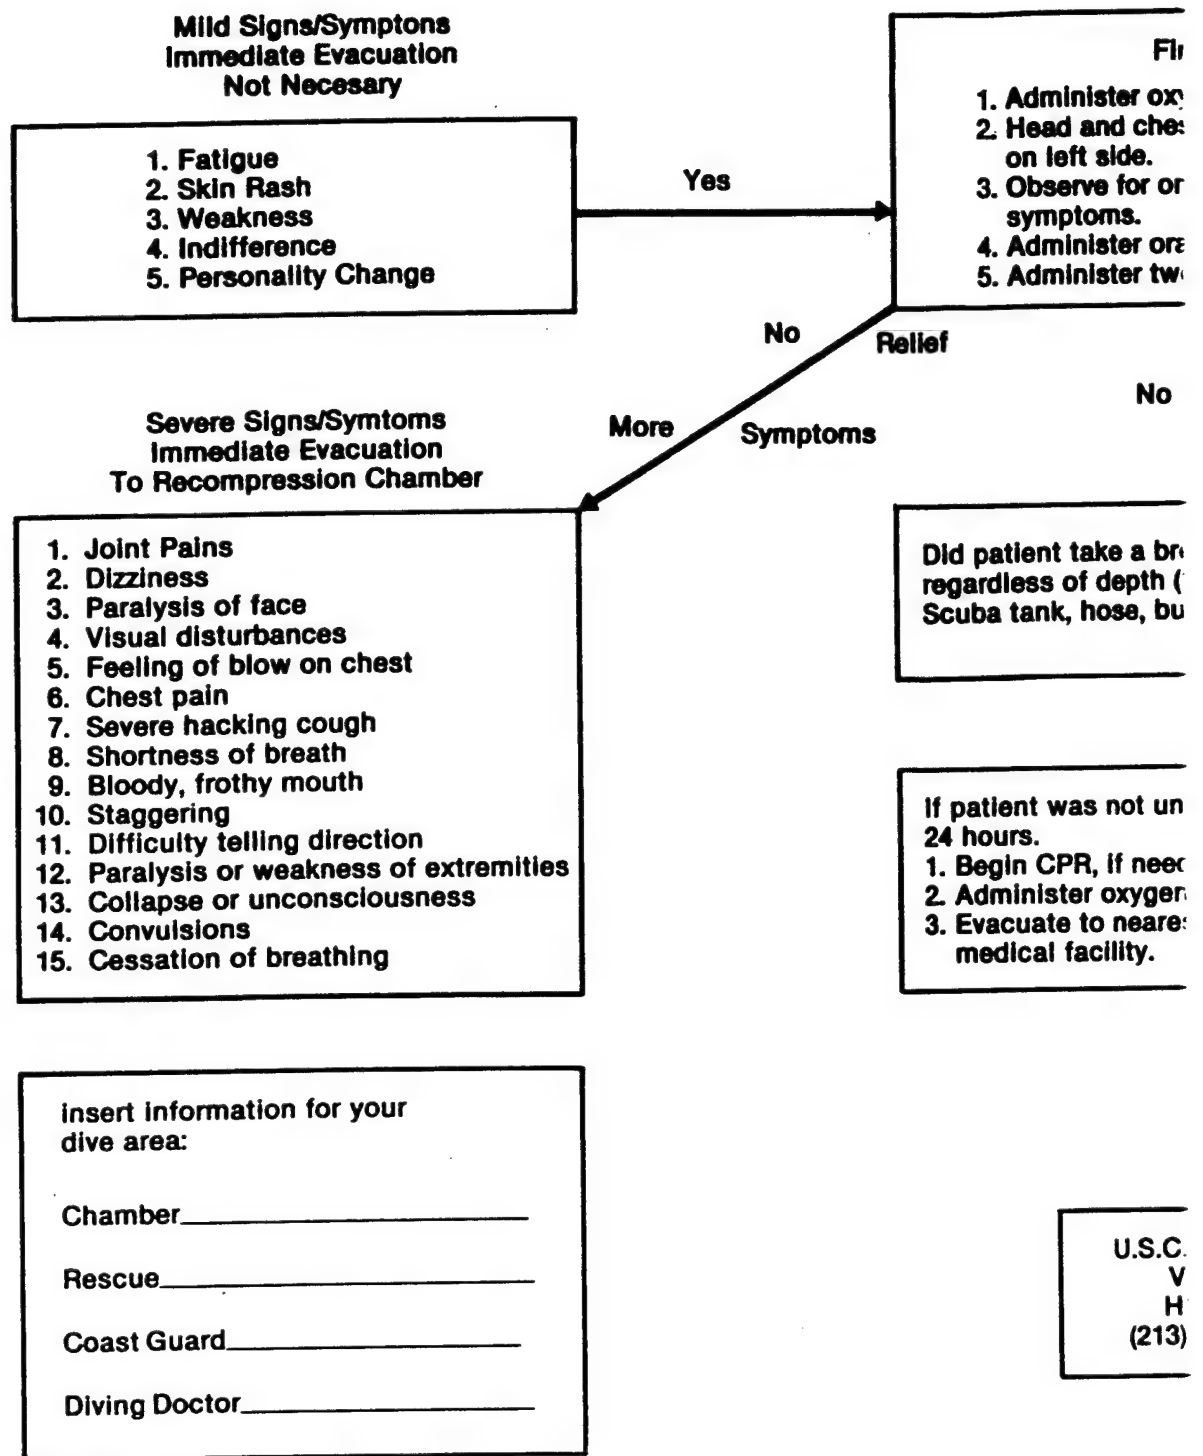 Mild Signs/Symptons
Immediate Evacuation
Not Necesary
1. Fatigue
2. Skin Rash
3. Weakness
4. Indifference
5. Personality Change
Yes
1. Administer
2. Head and
on left side.
3. Observe for
symptoms.
4. Administer
5. Administer
No Relief
More Symptoms
No
Severe Signs/Symtoms
Immediate Evacuation
To Recompression Chamber
1. Joint Pains
2. Dizziness
3. Paralysis of face
4. Visual disturbances
5. Feeling of blow on chest
6. Chest pain
7. Severe hacking cough
8. Shortness of breath
9. Bloody, frothy mouth
10. Staggering
11. Difficulty telling direction
12. Paralysis or weakness of extremities
13. Collapse or unconsciousness
14. Convulsions
15. Cessation of breathing
Did patient take a
regardless of depth (
Scuba tank, hose,
If patient was not
24 hours.
1. Begin CPR, if
2. Administer
3. Evacuate to
medical facility.
insert information for your
dive area:
Chamber
Rescue
Coast Guard
Diving Doctor
U.S.C.
(213)